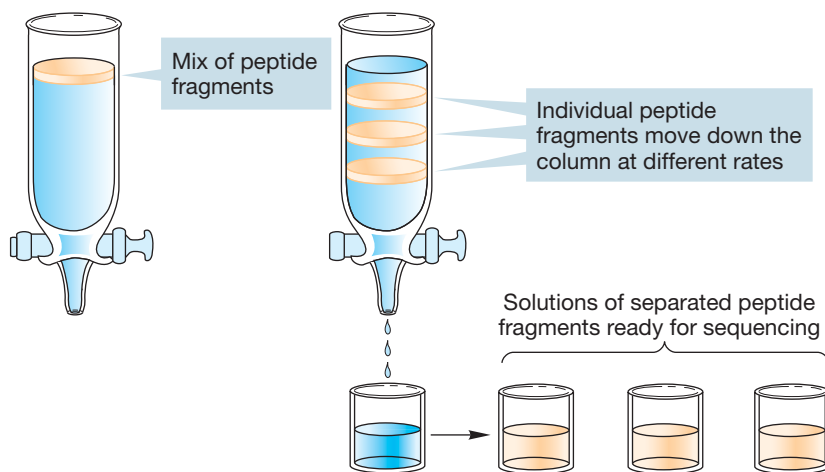 Mix of peptide
fragments
Individual peptide
fragments move down the
column at different rates
Solutions of separated peptide
fragments ready for sequencing